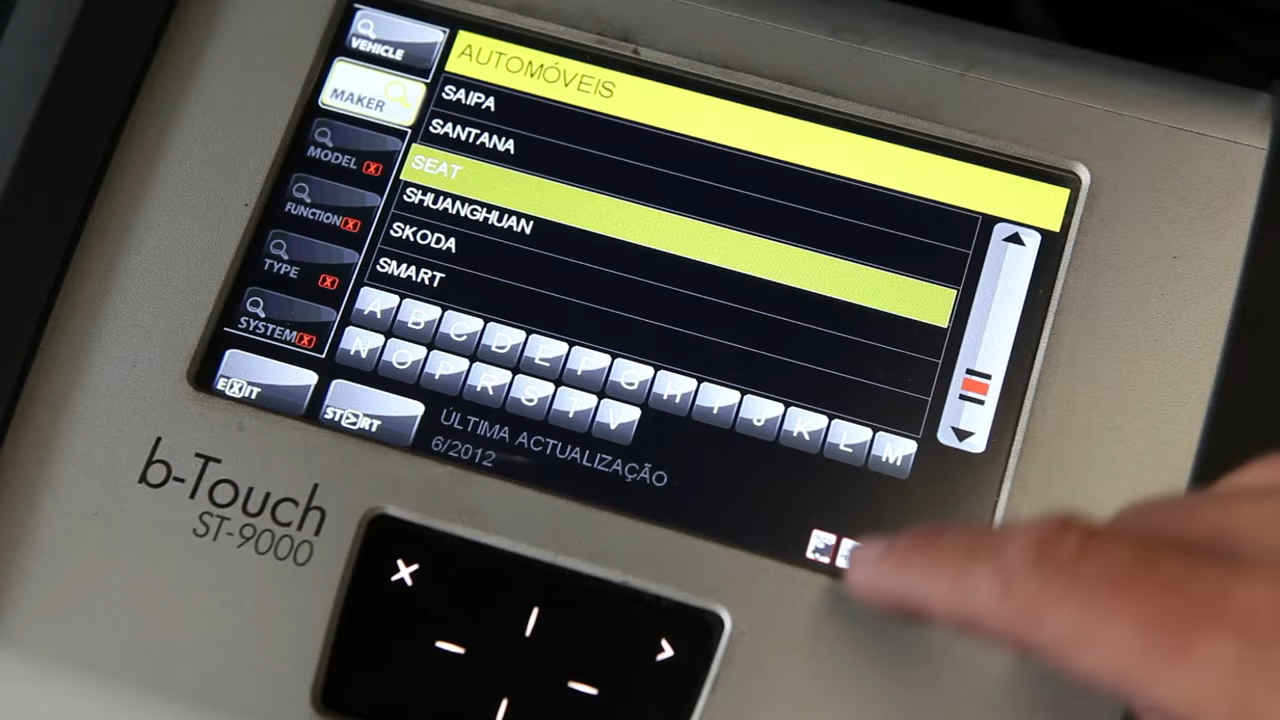 VEHICLE
MAKER
MODEL X
FUNCTION X
TYPE X
SYSTEM X
EXIT
START
AUTOMÓVEIS
SAIPA
SANTANA
SEAT
SHUANGHUAN
SKODA
SMART
A B C D E F G H I J K L M
N O P R S T V
ÚLTIMA ACTUALIZAÇÃO
6/2012
b-Touch
ST-9000